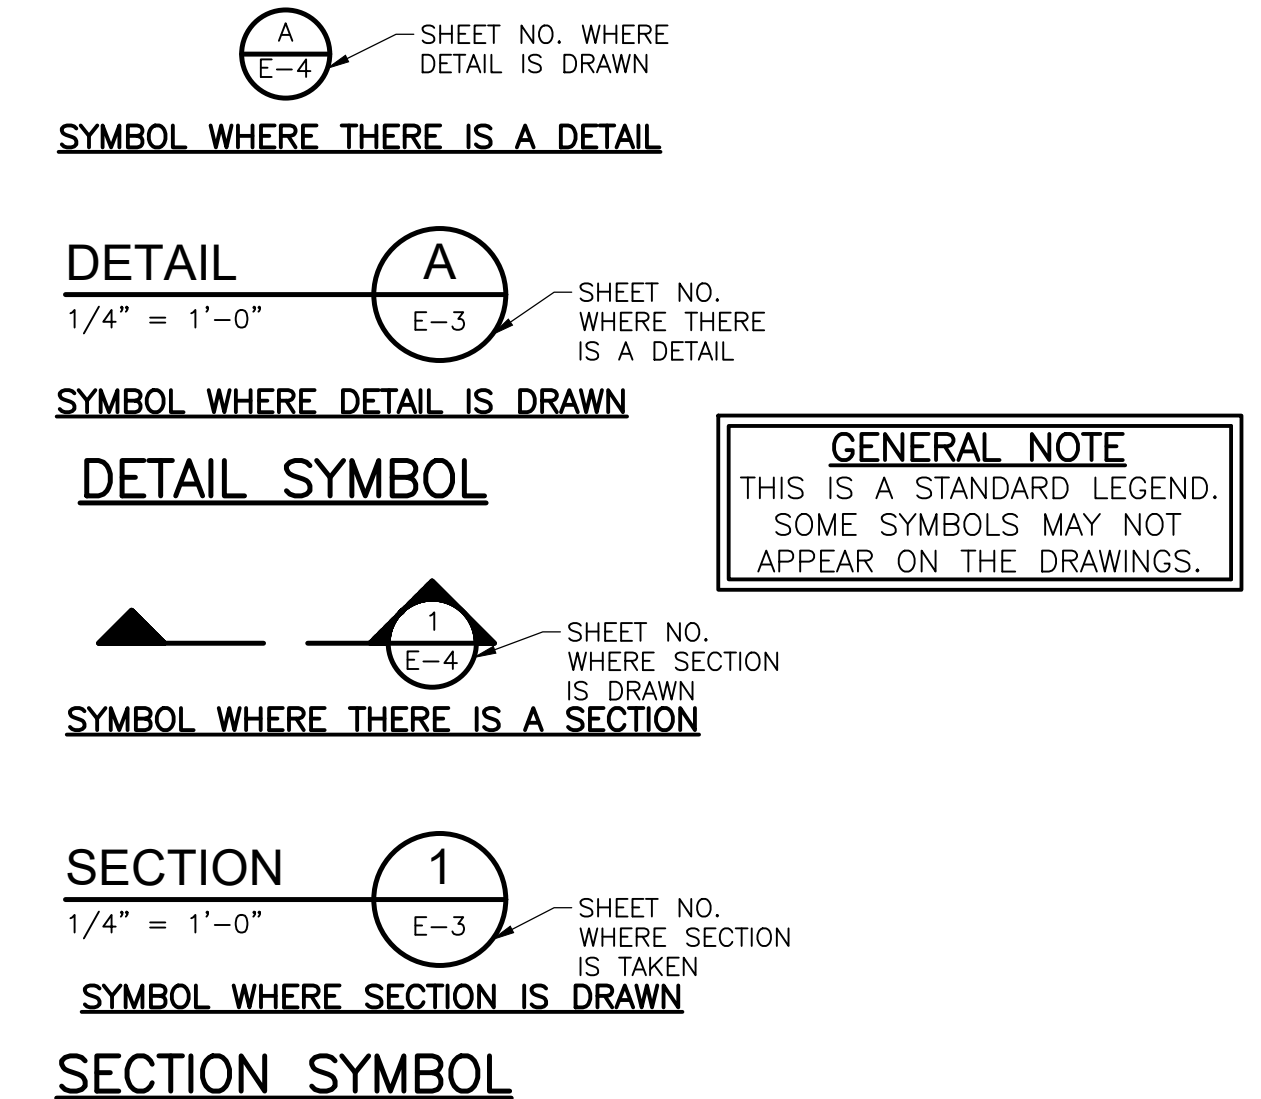 A
E-4
SHEET NO. WHERE
DETAIL IS DRAWN
SYMBOL WHERE THERE IS A DETAIL
DETAIL
1/4" = 1'-0"
A
E-3
SHEET NO.
WHERE THERE
IS A DETAIL
SYMBOL WHERE DETAIL IS DRAWN
DETAIL SYMBOL
GENERAL NOTE
THIS IS A STANDARD LEGEND.
SOME SYMBOLS MAY NOT
APPEAR ON THE DRAWINGS.
1
E-4
SHEET NO.
WHERE SECTION
IS DRAWN
SYMBOL WHERE THERE IS A SECTION
SECTION
1/4" = 1'-0"
1
E-3
SHEET NO.
WHERE SECTION
IS TAKEN
SYMBOL WHERE SECTION IS DRAWN
SECTION SYMBOL